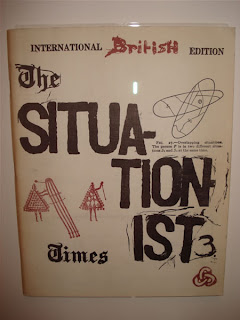 INTERNATIONAL British EDITION
The
SITUA-
TION-
IST 3
Times